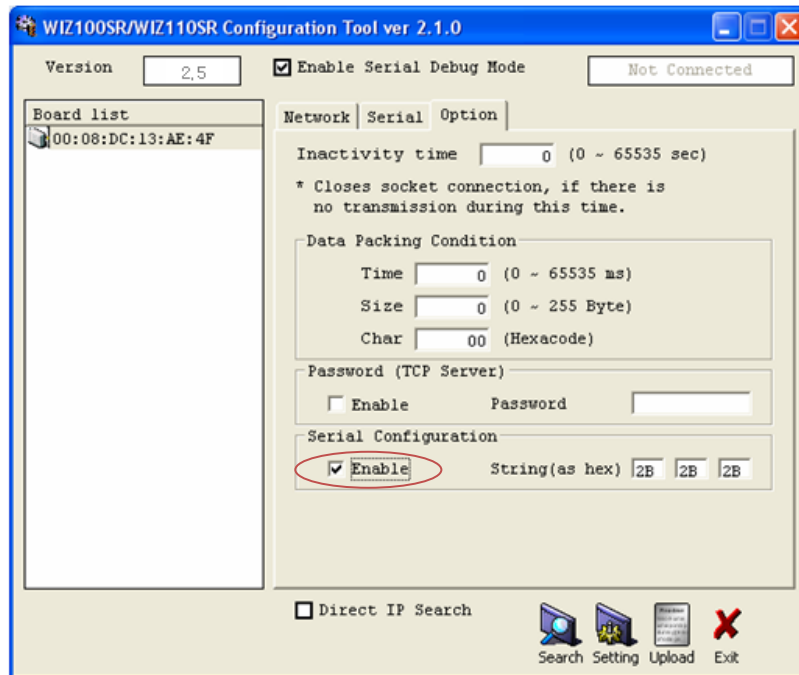 WIZ100SR/WIZ110SR Configuration Tool ver 2.1.0
Version 2,5 Enable Serial Debug Mode Not Connected
Board list
00:08:DC:13:AE:4F
Network Serial Option
Inactivity time 0 (0 ~ 65535 sec)
* Closes socket connection, if there is
no transmission during this time.
Data Packing Condition
Time 0 (0 ~ 65535 ms)
Size 0 (0 ~ 255 Byte)
Char 00 (Hexacode)
Password (TCP Server)
Enable Password
Serial Configuration
Enable String(as hex) 2B 2B 2B
Direct IP Search
Search Setting Upload Exit